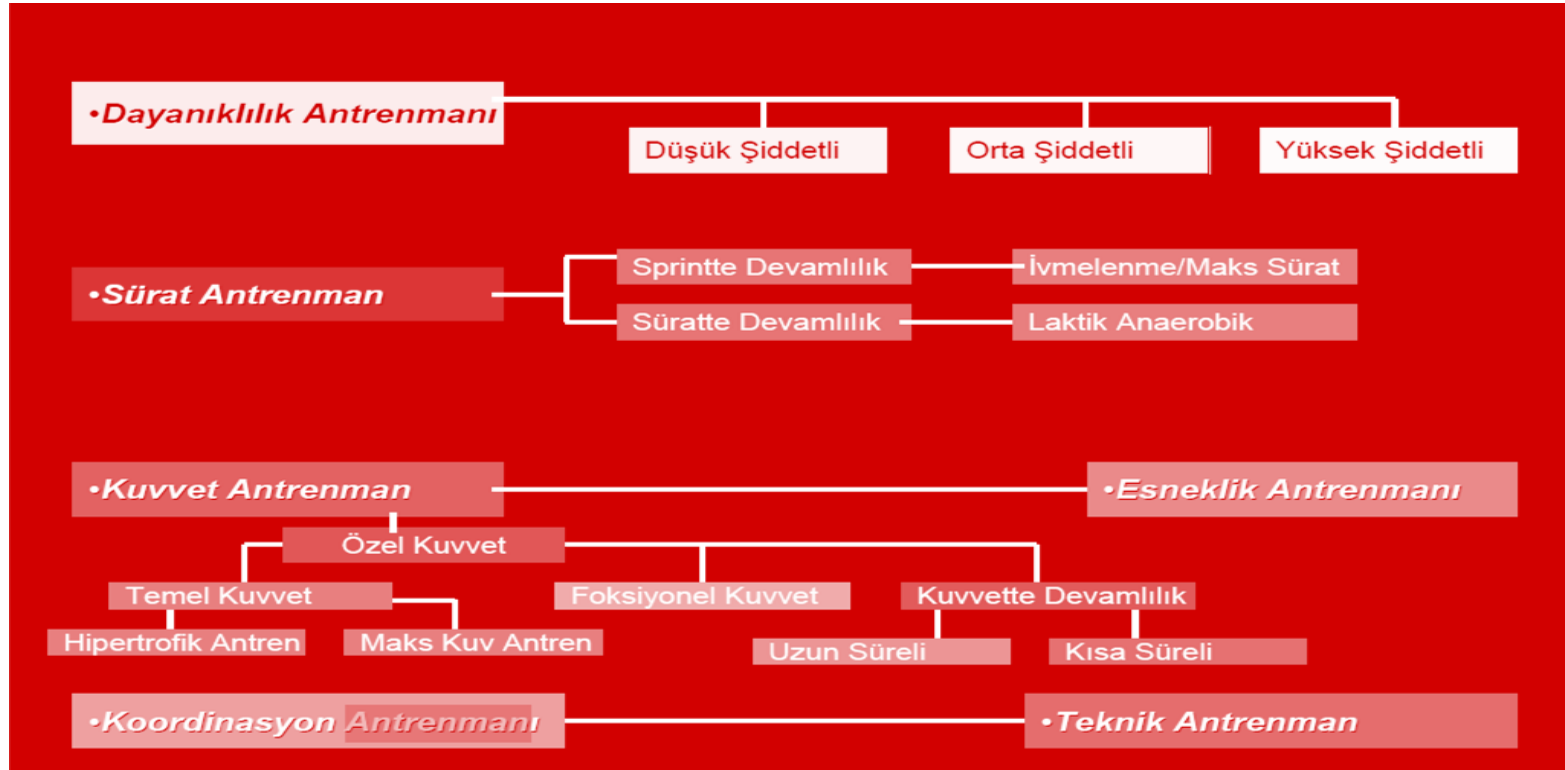 •Dayanıklılık Antrenmanı
Düşük Şiddetli
Orta Şiddetli
Yüksek Şiddetli
•Sürat Antrenman
Sprintte Devamlılık
İvmelenme/Maks Sürat
Süratte Devamlılık
Laktik Anaerobik
•Kuvvet Antrenman
•Esneklik Antrenmanı
Özel Kuvvet
Temel Kuvvet
Foksiyonel Kuvvet
Kuvvette Devamlılık
Hipertrofik Antren
Maks Kuv Antren
Uzun Süreli
Kısa Süreli
•Koordinasyon Antrenmanı
•Teknik Antrenman